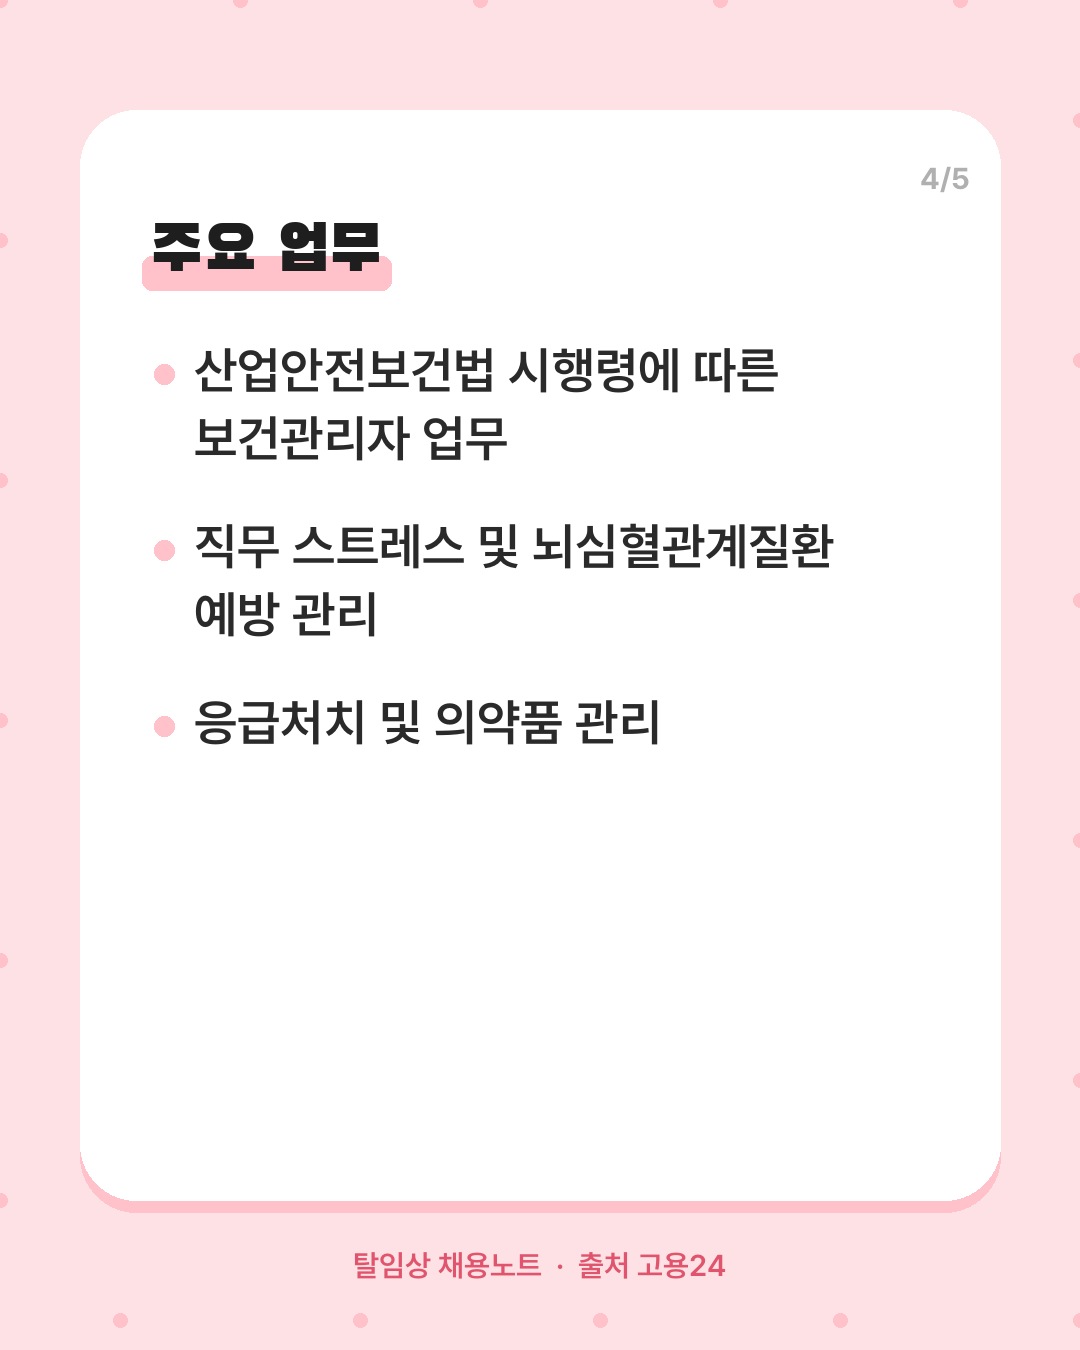 4/5
주요 업무
산업안전보건법 시행령에 따른
보건관리자 업무
직무 스트레스 및 뇌심혈관계질환
예방 관리
응급처치 및 의약품 관리
탈임상 채용노트 · 출처 고용24